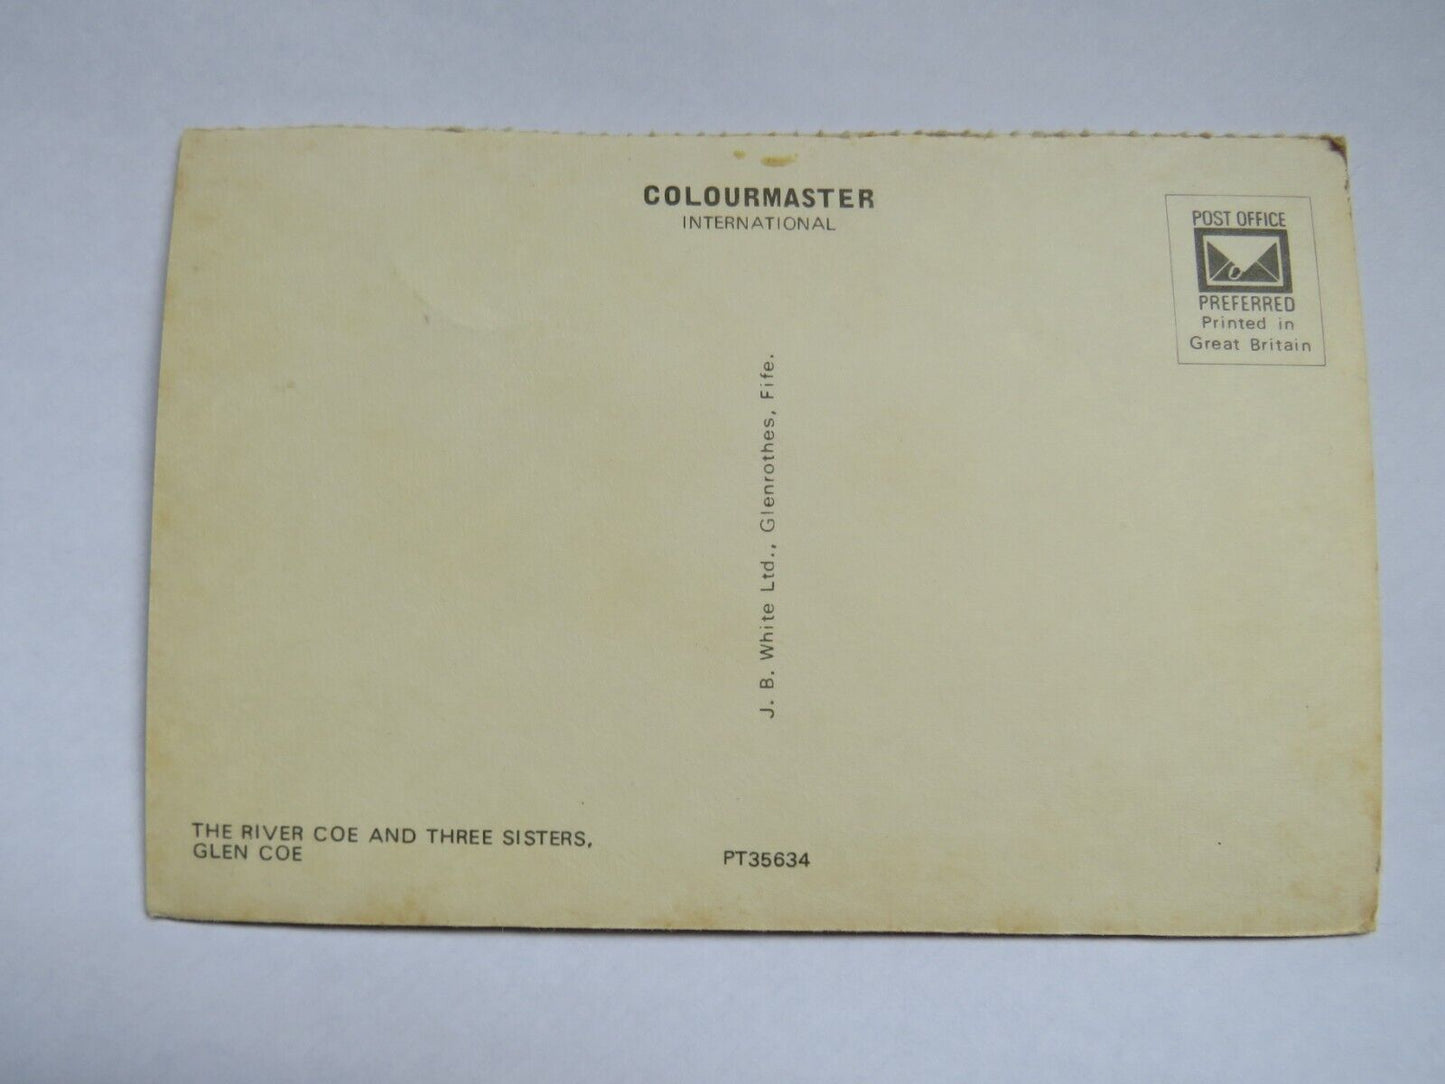 COLOURMASTER
INTERNATIONAL
POST OFFICE
PREFERRED
Printed in
Great Britain
J. B. White Ltd., Glenrothes, Fife.
THE RIVER COE AND THREE SISTERS,
GLEN COE
PT35634